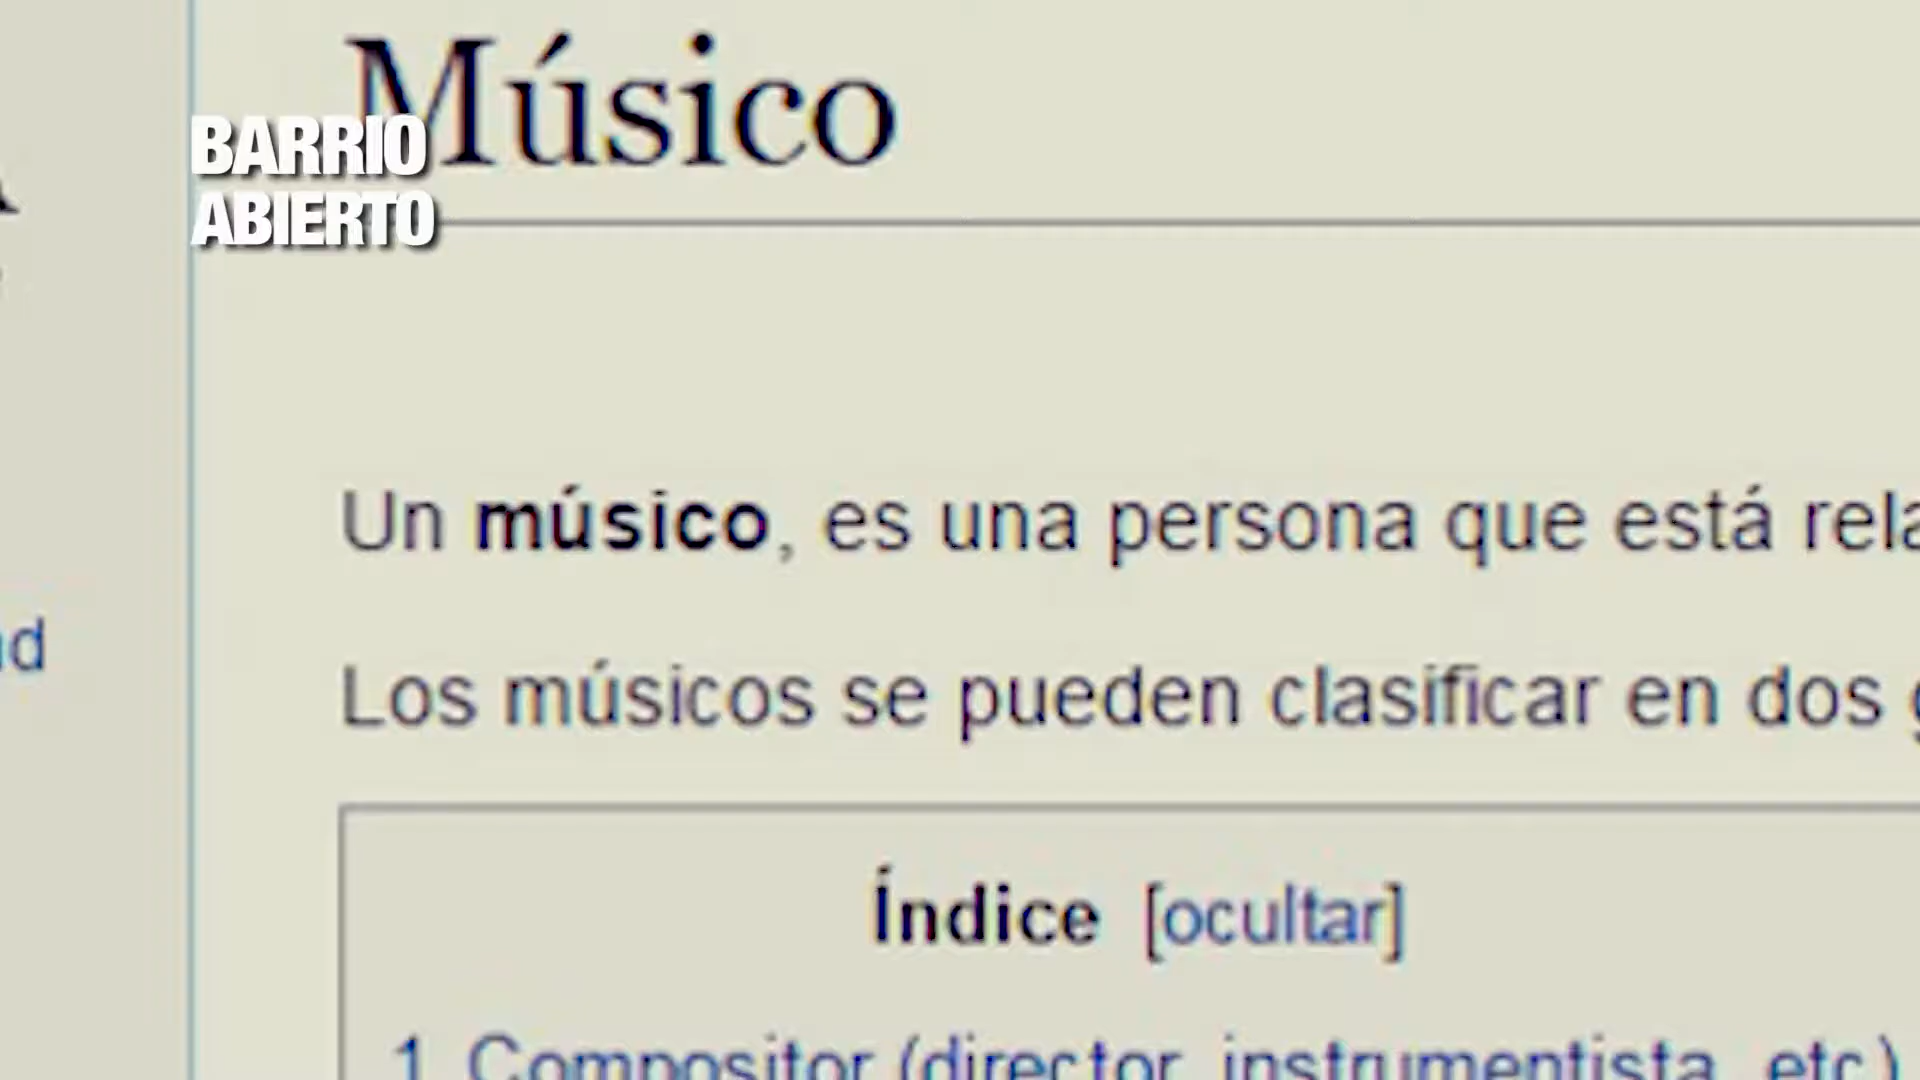 Músico
BARRIO
ABIERTO
Un músico, es una persona que está
Los músicos se pueden clasificar en dos
Índice [ocultar]
1 Compositor (director, instrumentista, etc.)